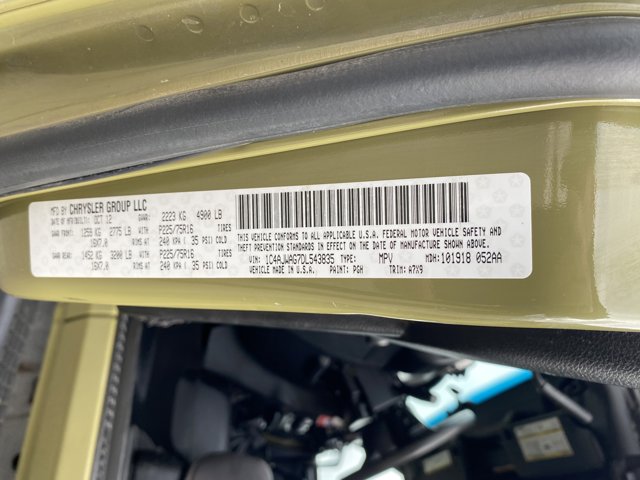 MFD BY: CHRYSLER GROUP LLC
DATE OF MFR: OCT 12 GVWR: 2223 KG 4900 LB
GAWR FRONT: 1258 KG 2775 LB WITH P225/75R16 TIRES
16X7.0 RIMS AT 240 KPA ( 35 PSI) COLD
GAWR REAR: 1452 KG 3200 LB WITH P225/75R16 TIRES
16X7.0 RIMS AT 240 KPA ( 35 PSI) COLD
THIS VEHICLE CONFORMS TO ALL APPLICABLE
U.S.A. FEDERAL MOTOR VEHICLE SAFETY AND
THEFT PREVENTION STANDARDS IN EFFECT ON THE DATE OF MFR SHOWN ABOVE.
VIN: 1C4AJWAG7DL543835 TYPE: MPV MDH: 101918 052AA
VEHICLE MADE IN U.S.A. PAINT: PGH TRIM: A7X9